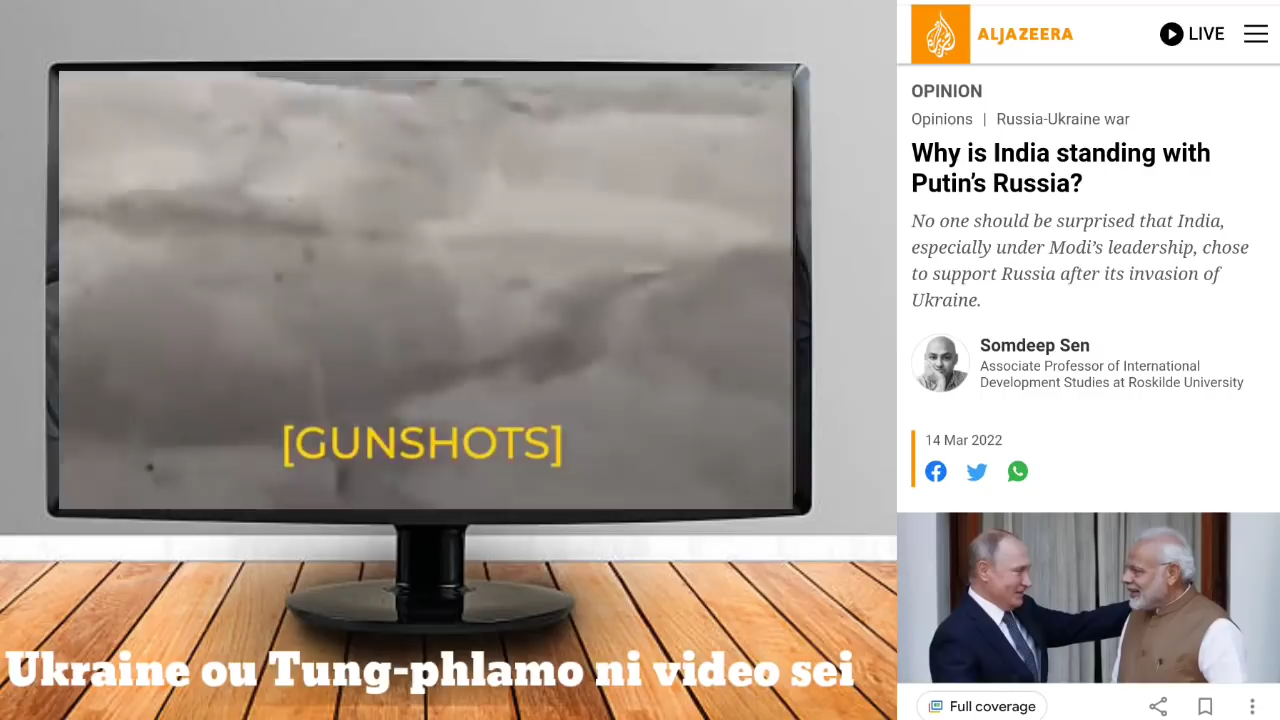 [GUNSHOTS]
Ukraine ou Tung-phlamo ni video sei
ALJAZEERA
LIVE
OPINION
Opinions | Russia-Ukraine war
Why is India standing with
Putin’s Russia?
No one should be surprised that India,
especially under Modi’s leadership, chose
to support Russia after its invasion of
Ukraine.
Somdeep Sen
Associate Professor of International
Development Studies at Roskilde University
14 Mar 2022
Full coverage